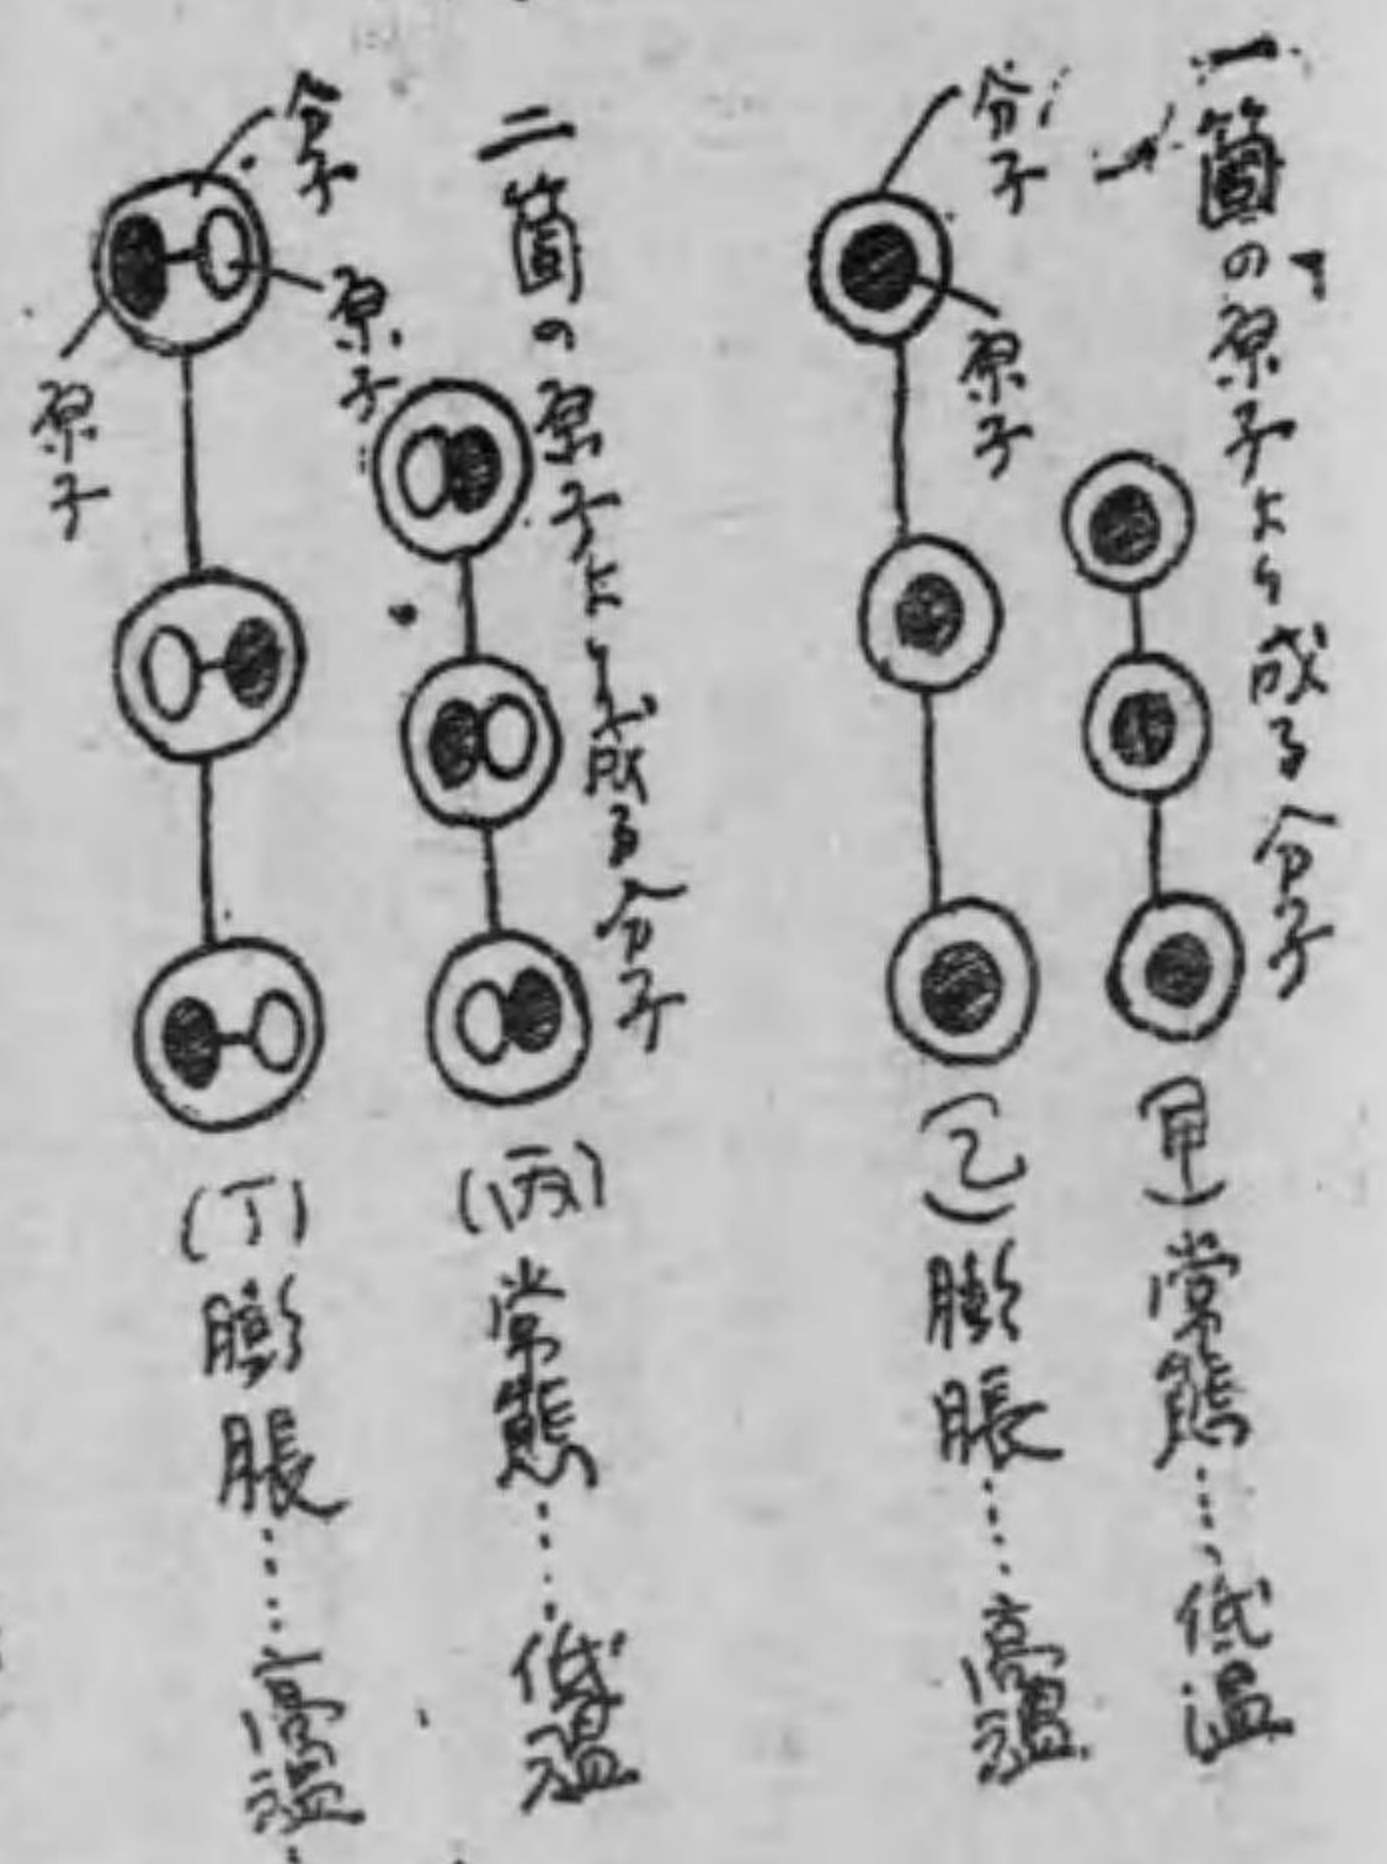 一箇の原子より成る分子
分子
原子
(甲)常態……低温
(乙)膨脹……高温
二箇の原子より成る分子
分子
原子
原子
(丙)常態……低温
(丁)膨脹……高温